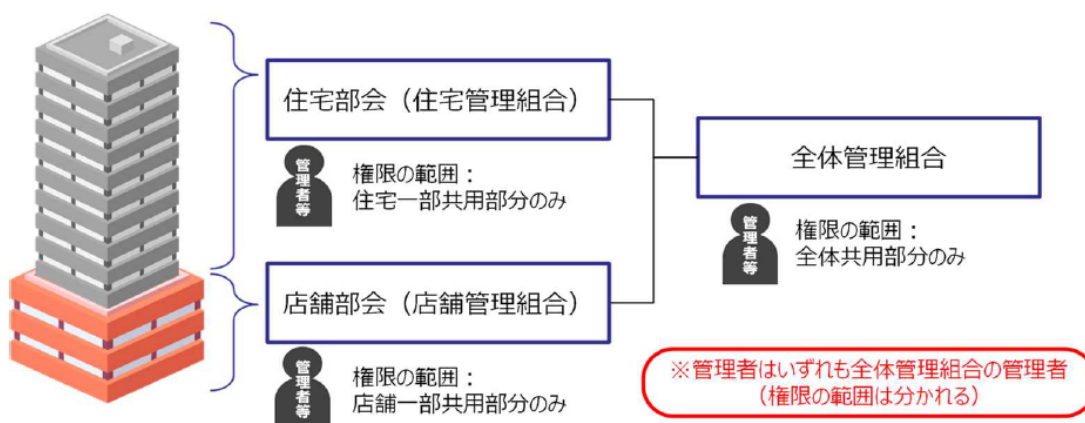 住宅部会（住宅管理組合）
管理者等
権限の範囲：
住宅一部共用部分のみ
全体管理組合
管理者等
権限の範囲：
全体共用部分のみ
店舗部会（店舗管理組合）
管理者等
権限の範囲：
店舗一部共用部分のみ
※管理者はいずれも全体管理組合の管理者
（権限の範囲は分かれる）